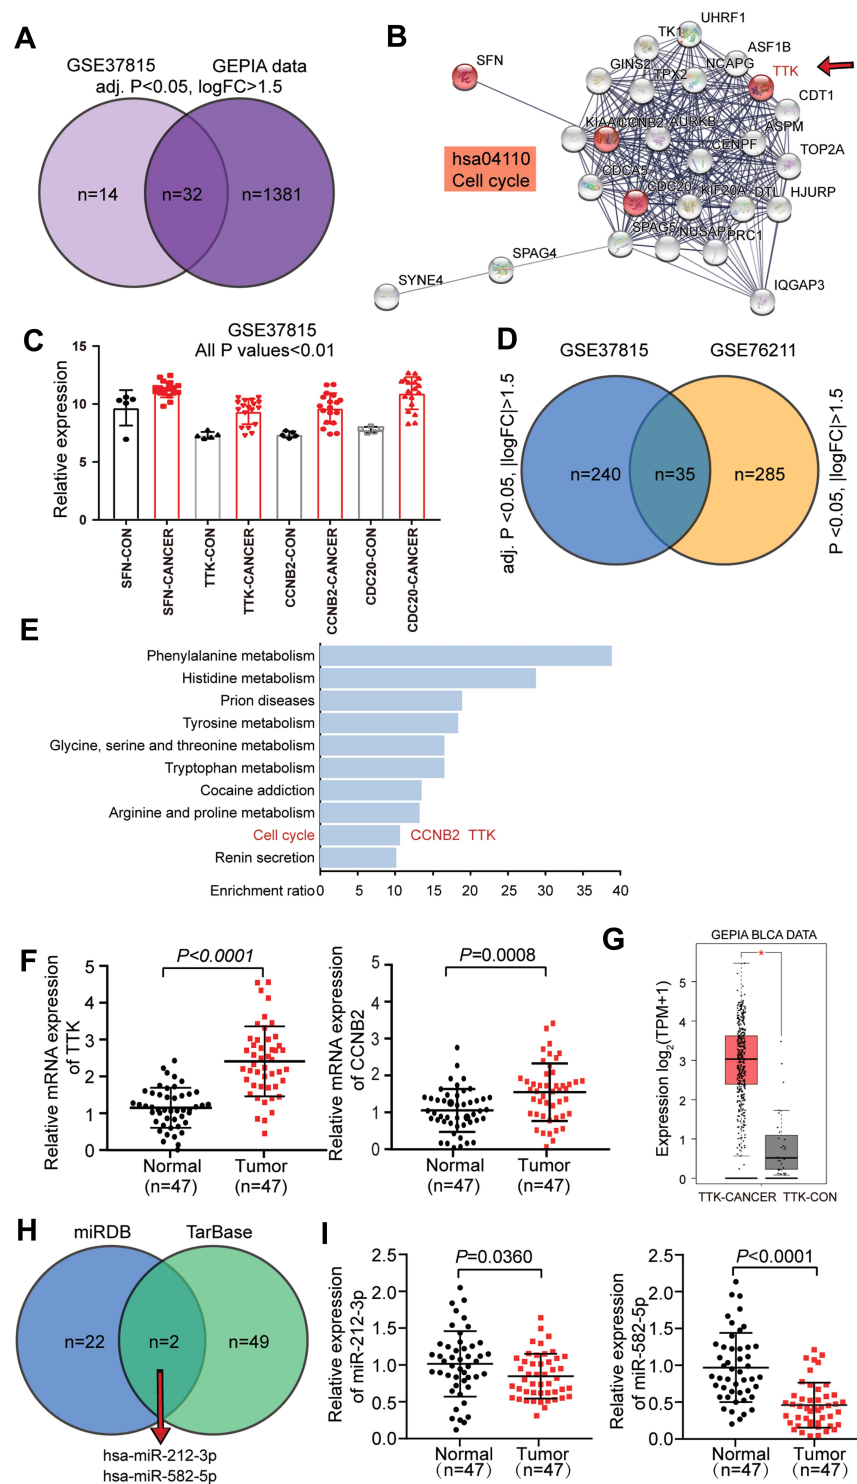 A
GSE37815
GEPIA data
adj. P<0.05, logFC>1.5
n=14
n=32
n=1381
B
UHRF1
TK1
ASF1B
SFN
GINS2
NCAPG
TPX2
TTK
CDT1
KIAA
CCNB2
AURKB
ASPM
CENPF
TOP2A
hsa04110
Cell cycle
CDCA5
CDC20
KIF20A
DTL
HJURP
SPAG5
NUSAP1
PRC1
SPAG4
SYNE4
IQGAP3
C
GSE37815
All P values<0.01
Relative expression
15
10
5
0
SFN-CON
SFN-CANCER
TTK-CON
TTK-CANCER
CCNB2-CON
CCNB2-CANCER
CDC20-CON
CDC20-CANCER
D
GSE37815
GSE76211
adj. P <0.05, |logFC|>1.5
P <0.05, |logFC|>1.5
n=240
n=35
n=285
E
Phenylalanine metabolism
Histidine metabolism
Prion diseases
Tyrosine metabolism
Glycine, serine and threonine metabolism
Tryptophan metabolism
Cocaine addiction
Arginine and proline metabolism
Cell cycle CCNB2 TTK
Renin secretion
Enrichment ratio 0 5 10 15 20 25 30 35 40
F
P<0.0001
Relative mRNA expression
of TTK
5
4
3
2
1
0
Normal
(n=47)
Tumor
(n=47)
P=0.0008
Relative mRNA expression
of CCNB2
5
4
3
2
1
0
Normal
(n=47)
Tumor
(n=47)
G
GEPIA BLCA DATA
*
Expression log2(TPM+1)
5
4
3
2
1
0
TTK-CANCER TTK-CON
H
miRDB
TarBase
n=22
n=2
n=49
hsa-miR-212-3p
hsa-miR-582-5p
I
P=0.0360
Relative expression
of miR-212-3p
2.5
2.0
1.5
1.0
0.5
0.0
Normal
(n=47)
Tumor
(n=47)
P<0.0001
Relative expression
of miR-582-5p
2.5
2.0
1.5
1.0
0.5
0.0
Normal
(n=47)
Tumor
(n=47)